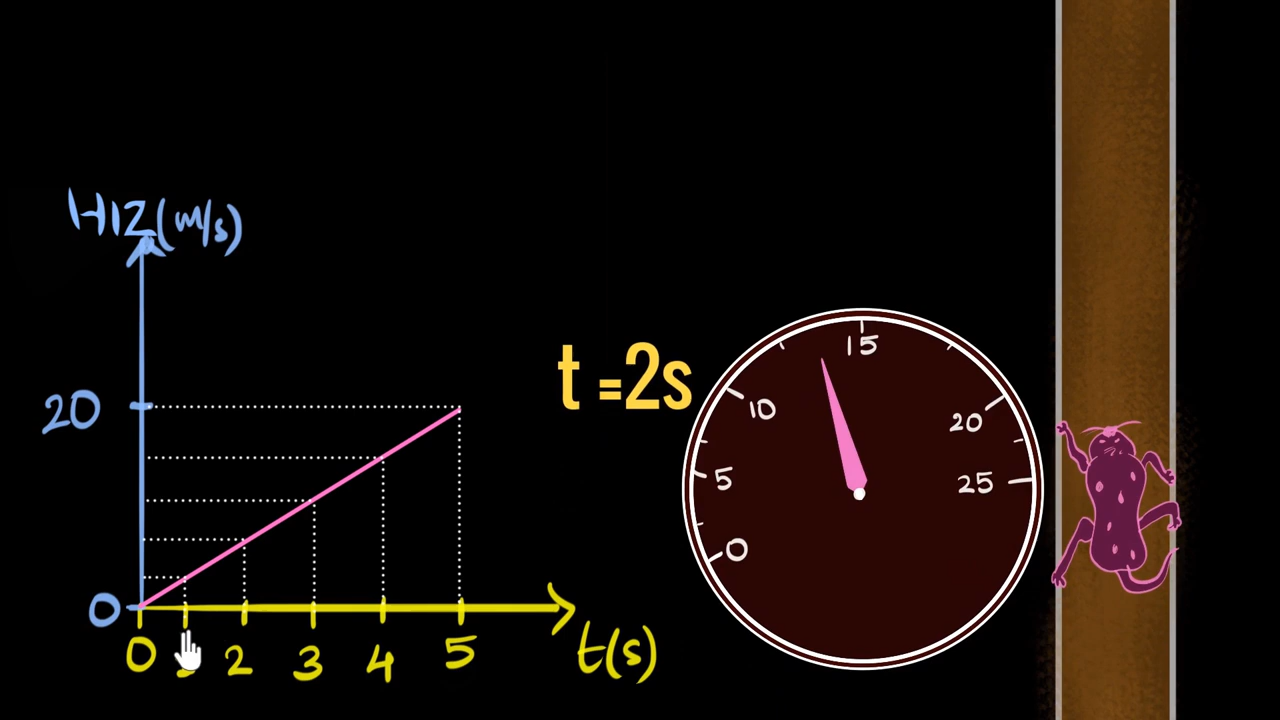 HIZ(m/s)
20
0
0 2 3 4 5 t(s)
t =2s
0 5 10 15 20 25